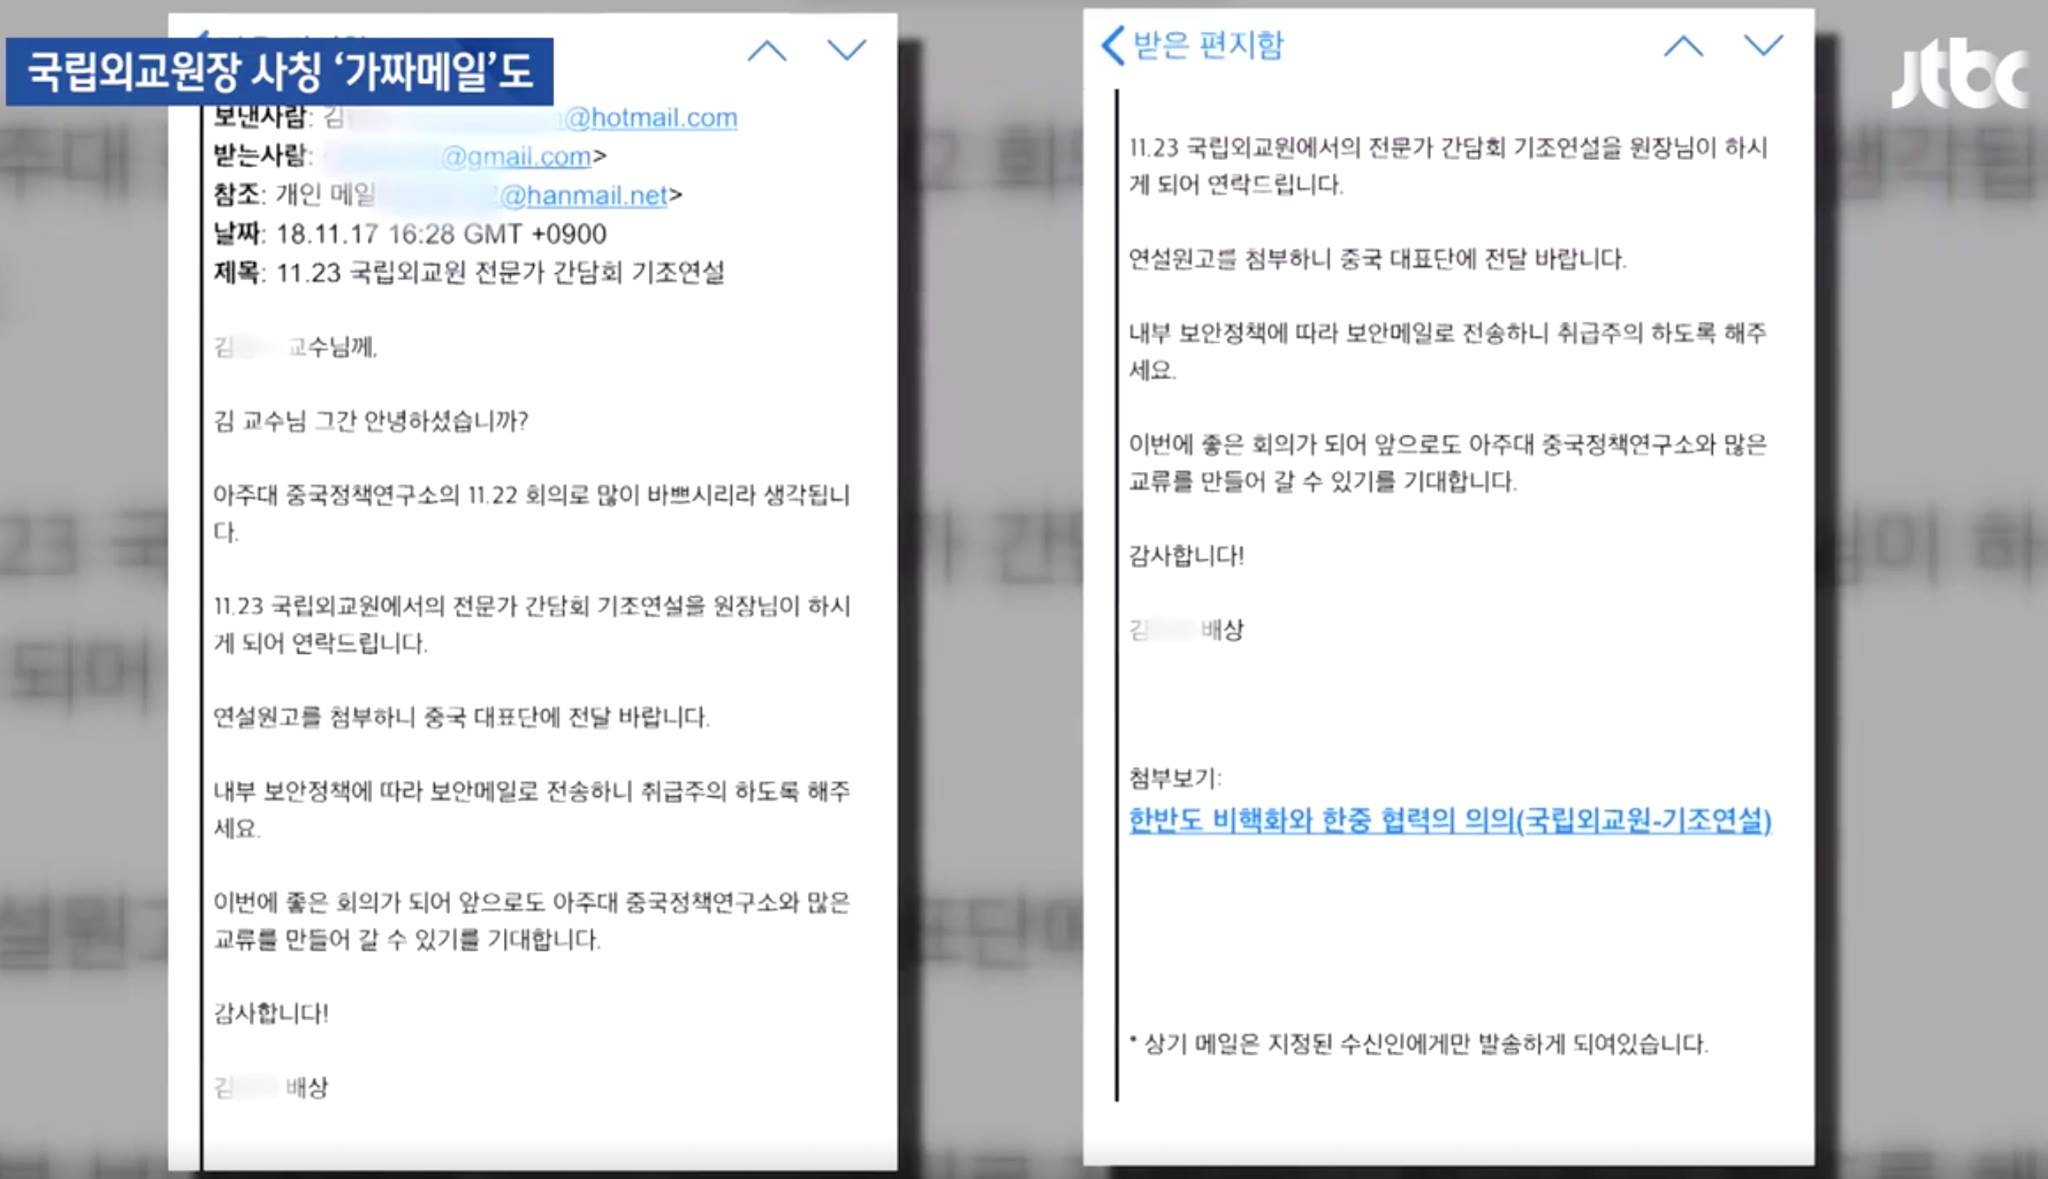 국립외교원장 사칭 ‘가짜메일’도
jtbc
보낸사람: 김 @hotmail.com
받는사람: @gmail.com>
참조: 개인 메일 @hanmail.net>
날짜: 18.11.17 16:28 GMT +0900
제목: 11.23 국립외교원 전문가 간담회 기조연설
김 교수님께,
김 교수님 그간 안녕하셨습니까?
아주대 중국정책연구소의 11.22 회의로 많이 바쁘시리라 생각됩니
다.
11.23 국립외교원에서의 전문가 간담회 기조연설을 원장님이 하시
게 되어 연락드립니다.
연설원고를 첨부하니 중국 대표단에 전달 바랍니다.
내부 보안정책에 따라 보안메일로 전송하니 취급주의 하도록 해주
세요.
이번에 좋은 회의가 되어 앞으로도 아주대 중국정책연구소와 많은
교류를 만들어 갈 수 있기를 기대합니다.
감사합니다!
김 배상
받은 편지함
11.23 국립외교원에서의 전문가 간담회 기조연설을 원장님이 하시
게 되어 연락드립니다.
연설원고를 첨부하니 중국 대표단에 전달 바랍니다.
내부 보안정책에 따라 보안메일로 전송하니 취급주의 하도록 해주
세요.
이번에 좋은 회의가 되어 앞으로도 아주대 중국정책연구소와 많은
교류를 만들어 갈 수 있기를 기대합니다.
감사합니다!
김 배상
첨부보기:
한반도 비핵화와 한중 협력의 의의(국립외교원-기조연설)
* 상기 메일은 지정된 수신인에게만 발송하게 되여있습니다.